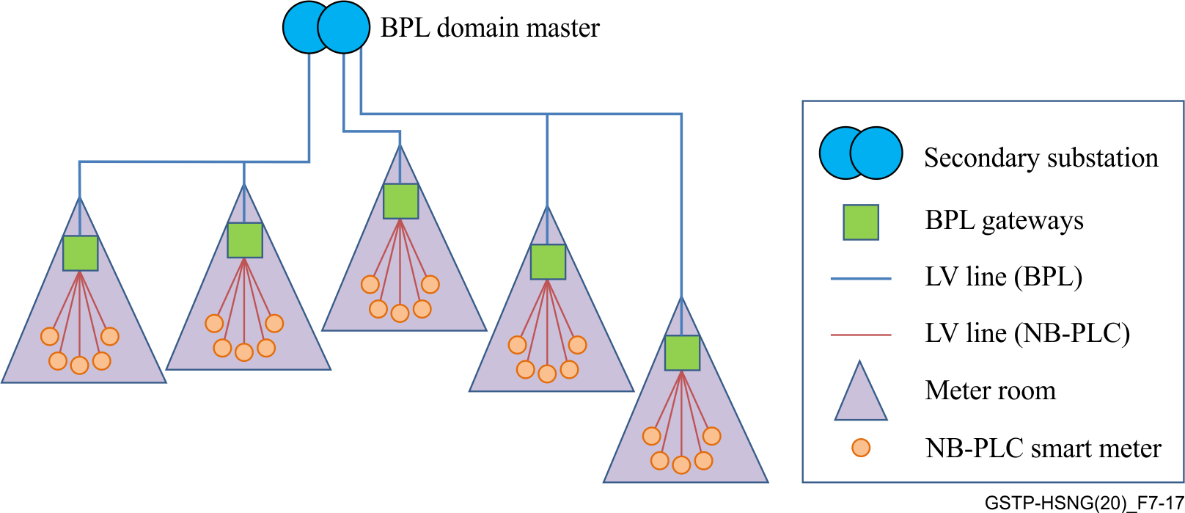 BPL domain master
Secondary substation
BPL gateways
LV line (BPL)
LV line (NB-PLC)
Meter room
NB-PLC smart meter
GSTP-HSNG(20)_F7-17